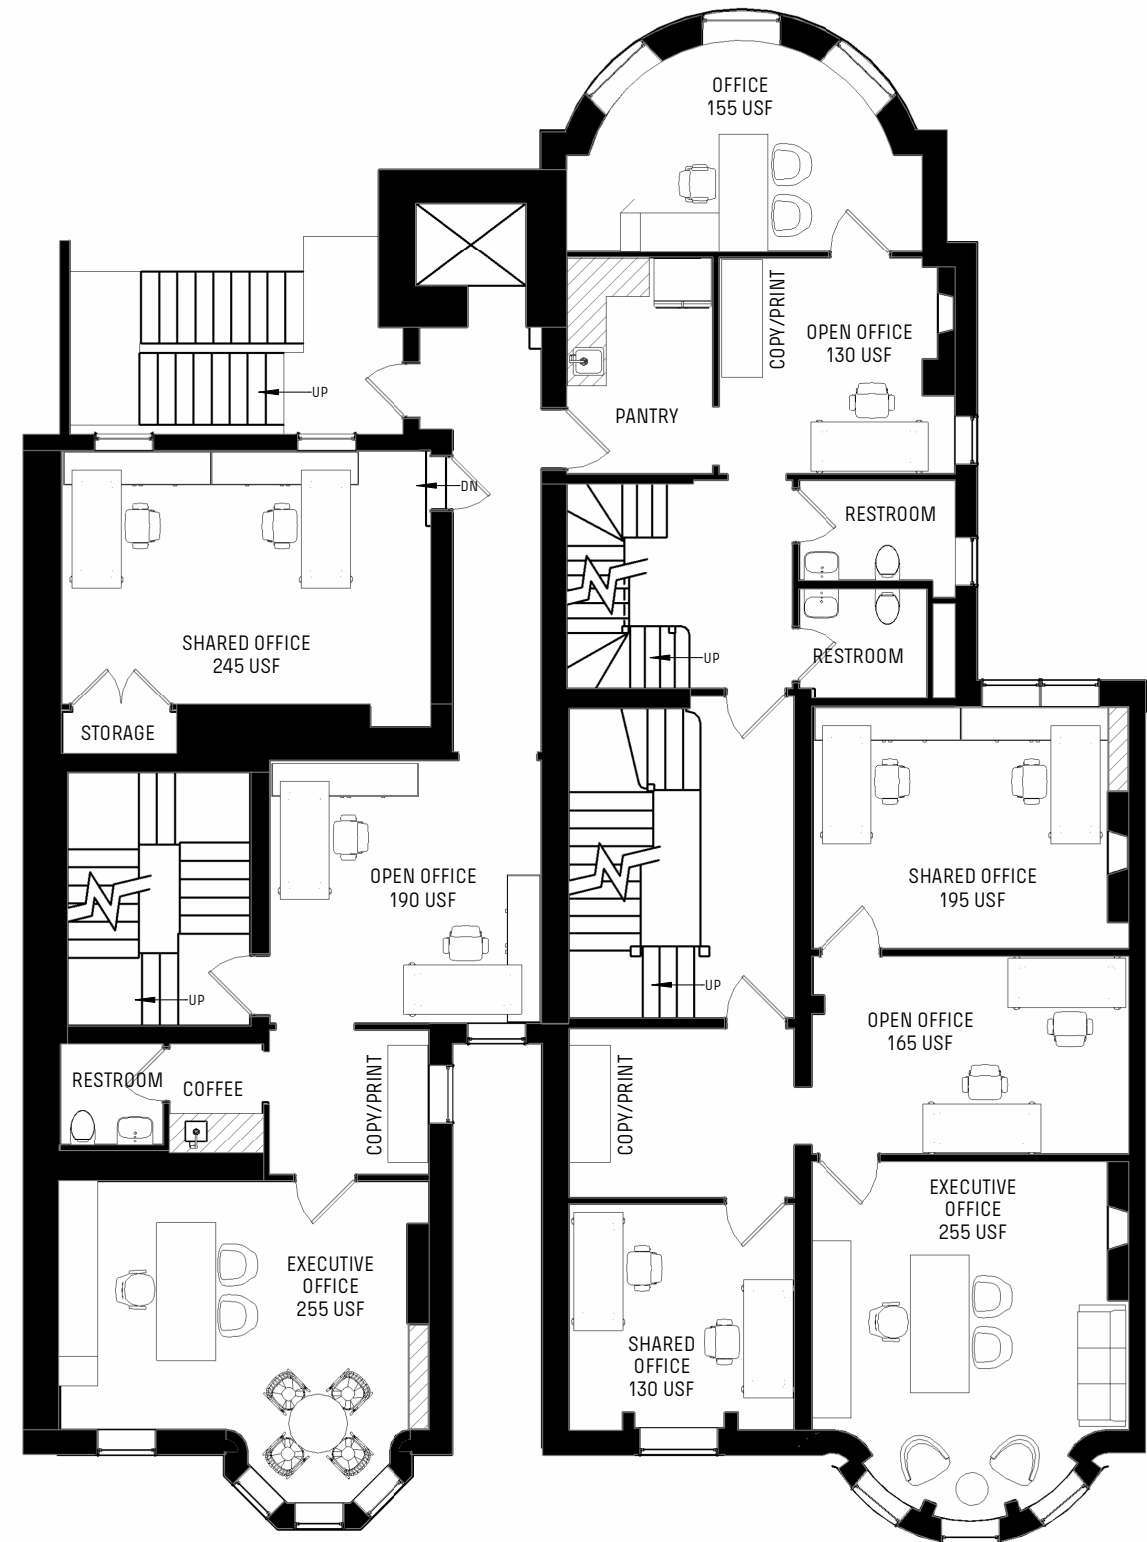 OFFICE
155 USF
COPY/PRINT
OPEN OFFICE
130 USF
UP
PANTRY
DN
RESTROOM
SHARED OFFICE
245 USF
UP
RESTROOM
STORAGE
OPEN OFFICE
190 USF
SHARED OFFICE
195 USF
UP
UP
OPEN OFFICE
165 USF
RESTROOM
COFFEE
COPY/PRINT
COPY/PRINT
EXECUTIVE
OFFICE
255 USF
EXECUTIVE
OFFICE
255 USF
SHARED
OFFICE
130 USF